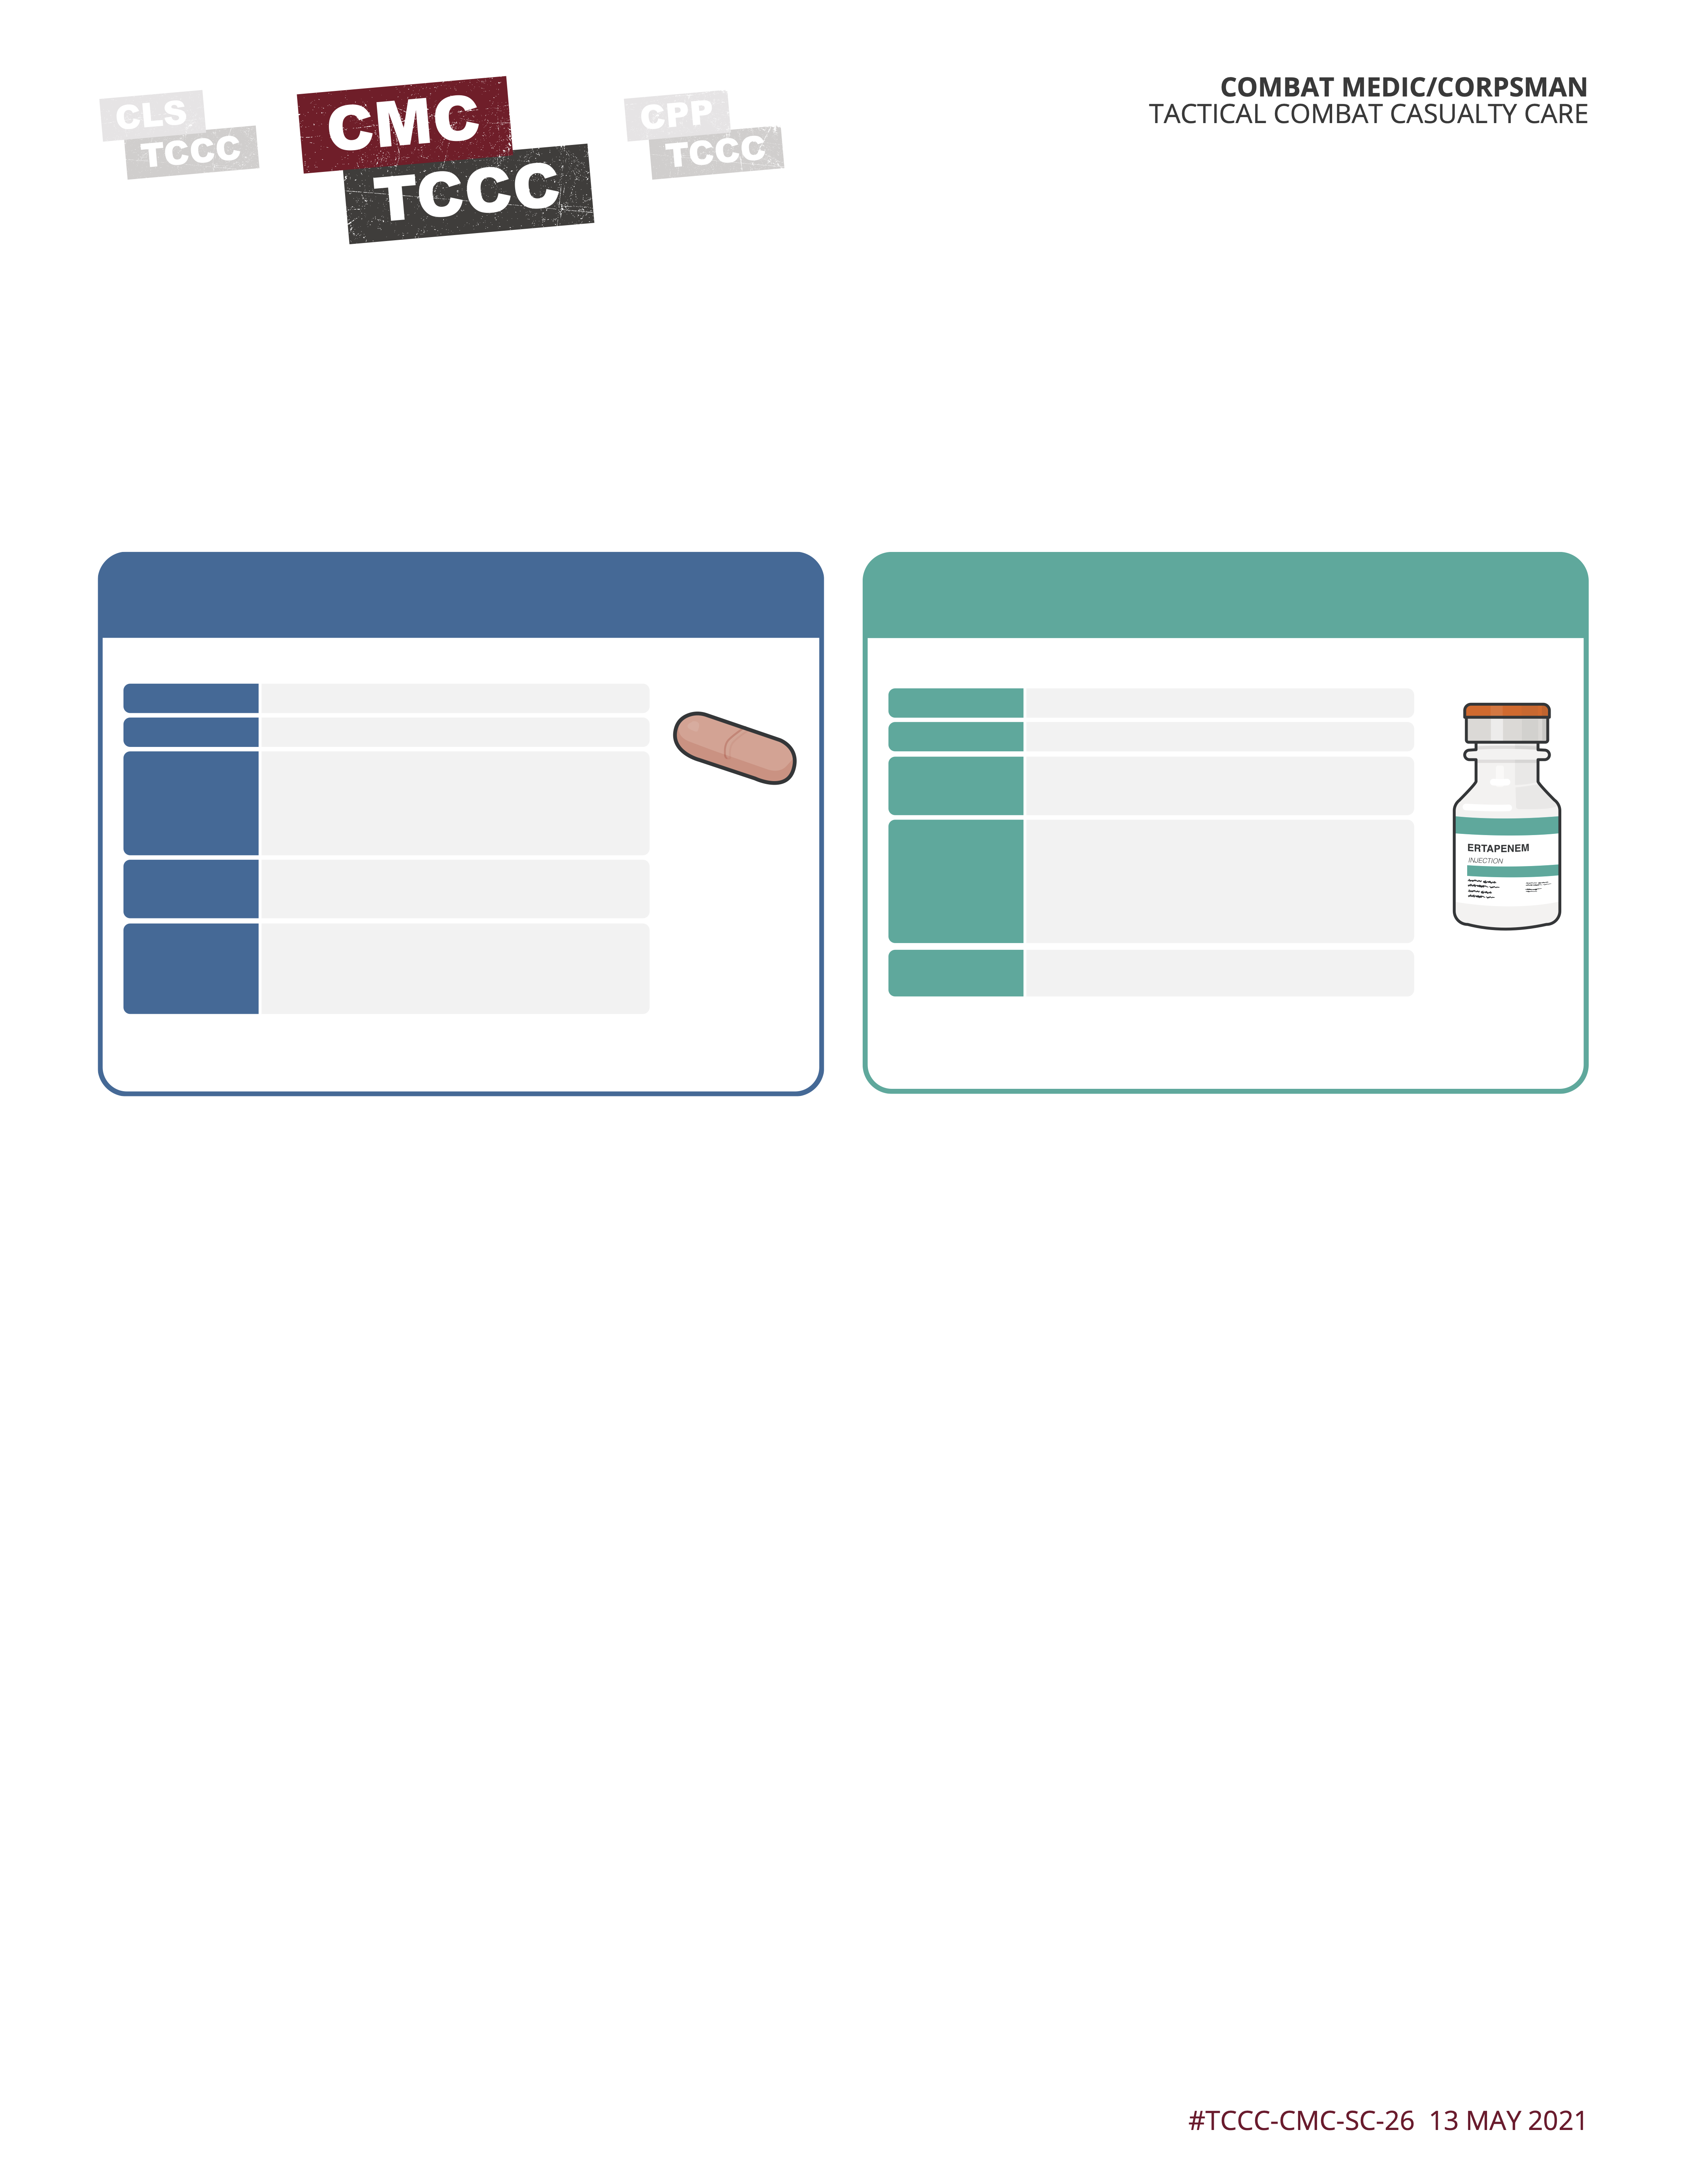 CLS
TCCC
CMC
TCCC
CPP
TCCC
COMBAT MEDIC/CORPSMAN
TACTICAL COMBAT CASUALTY CARE
ERTAPENEM
INJECTION
#TCCC-CMC-SC-26 13 MAY 2021